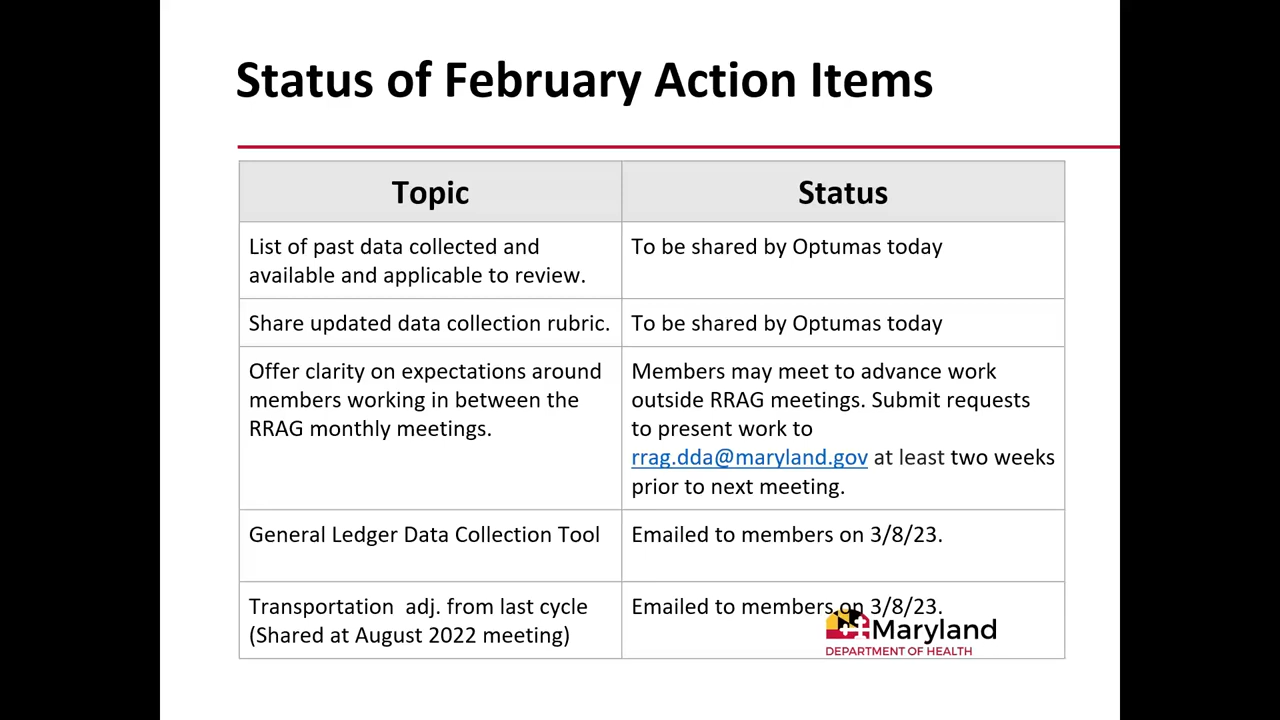 Status of February Action Items
Topic
Status
List of past data collected and
available and applicable to review.
To be shared by Optumas today
Share updated data collection rubric.
To be shared by Optumas today
Offer clarity on expectations around
members working in between the
RRAG monthly meetings.
Members may meet to advance work
outside RRAG meetings. Submit requests
to present work to
rrag.dda@maryland.gov at least two weeks
prior to next meeting.
General Ledger Data Collection Tool
Emailed to members on 3/8/23.
Transportation  adj. from last cycle
(Shared at August 2022 meeting)
Emailed to members on 3/8/23.
Maryland
DEPARTMENT OF HEALTH